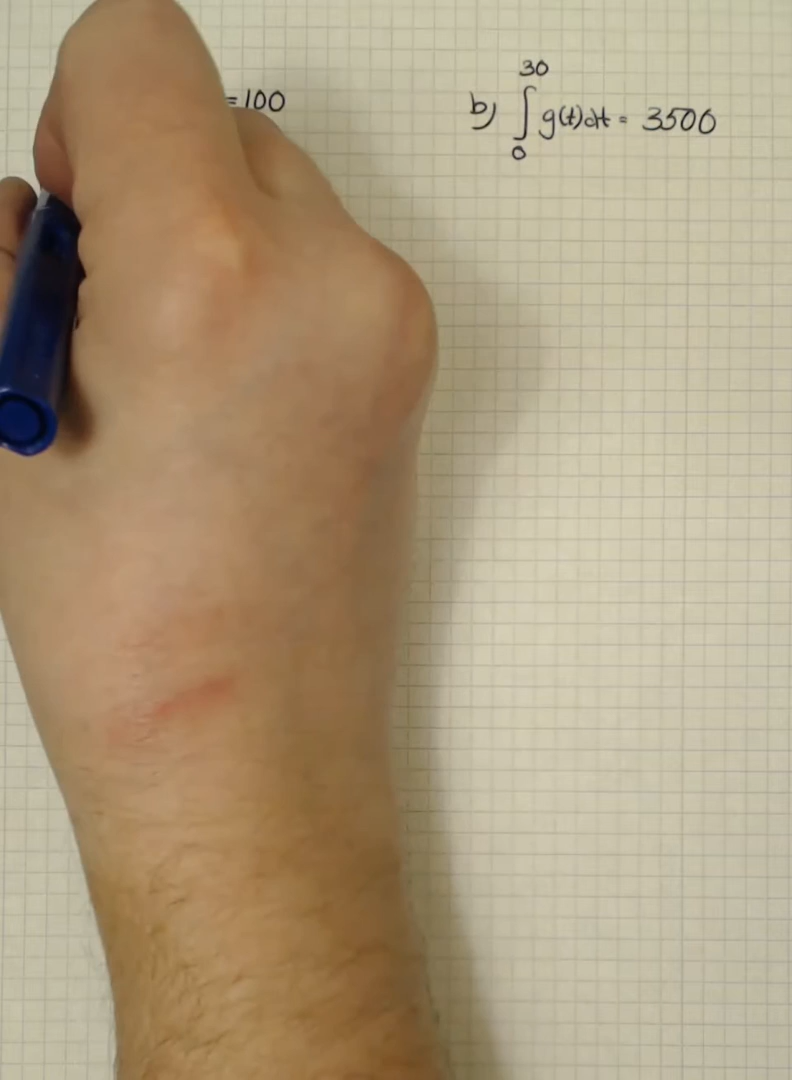 =100
b) ∫₀³⁰ g(t)dt = 3500